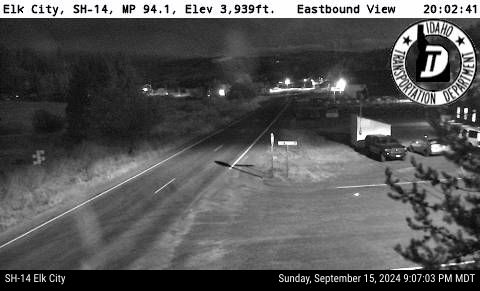 Elk City, SH-14, MP 94.1, Elev 3,939ft. Eastbound View 20:02:41
IDAHO
TRANSPORTATION DEPARTMENT
SH-14 Elk City Sunday, September 15, 2024 9:07:03 PM MDT